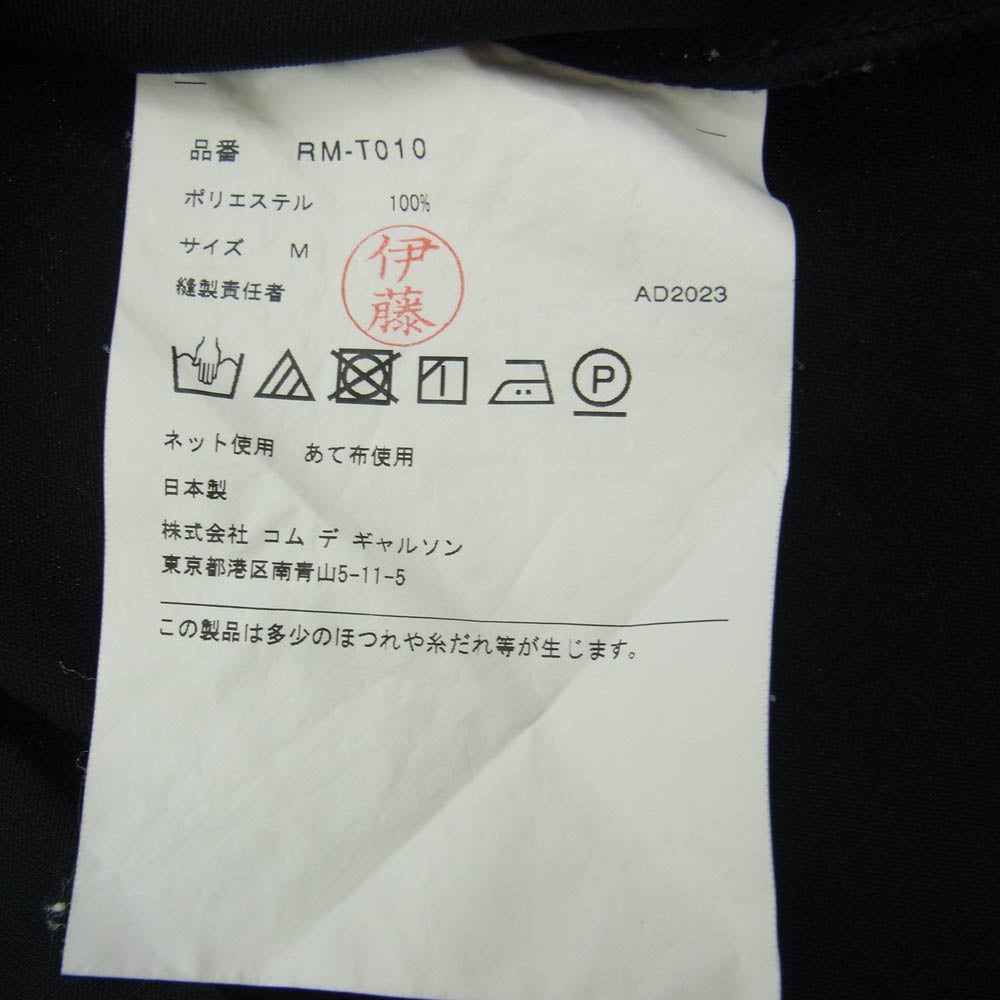 品番 RM-T010
ポリエステル 100%
サイズ M
縫製責任者 伊藤 AD2023
P
ネット使用 あて布使用
日本製
株式会社 コム デ ギャルソン
東京都港区南青山5-11-5
この製品は多少のほつれや糸だれ等が生じます。